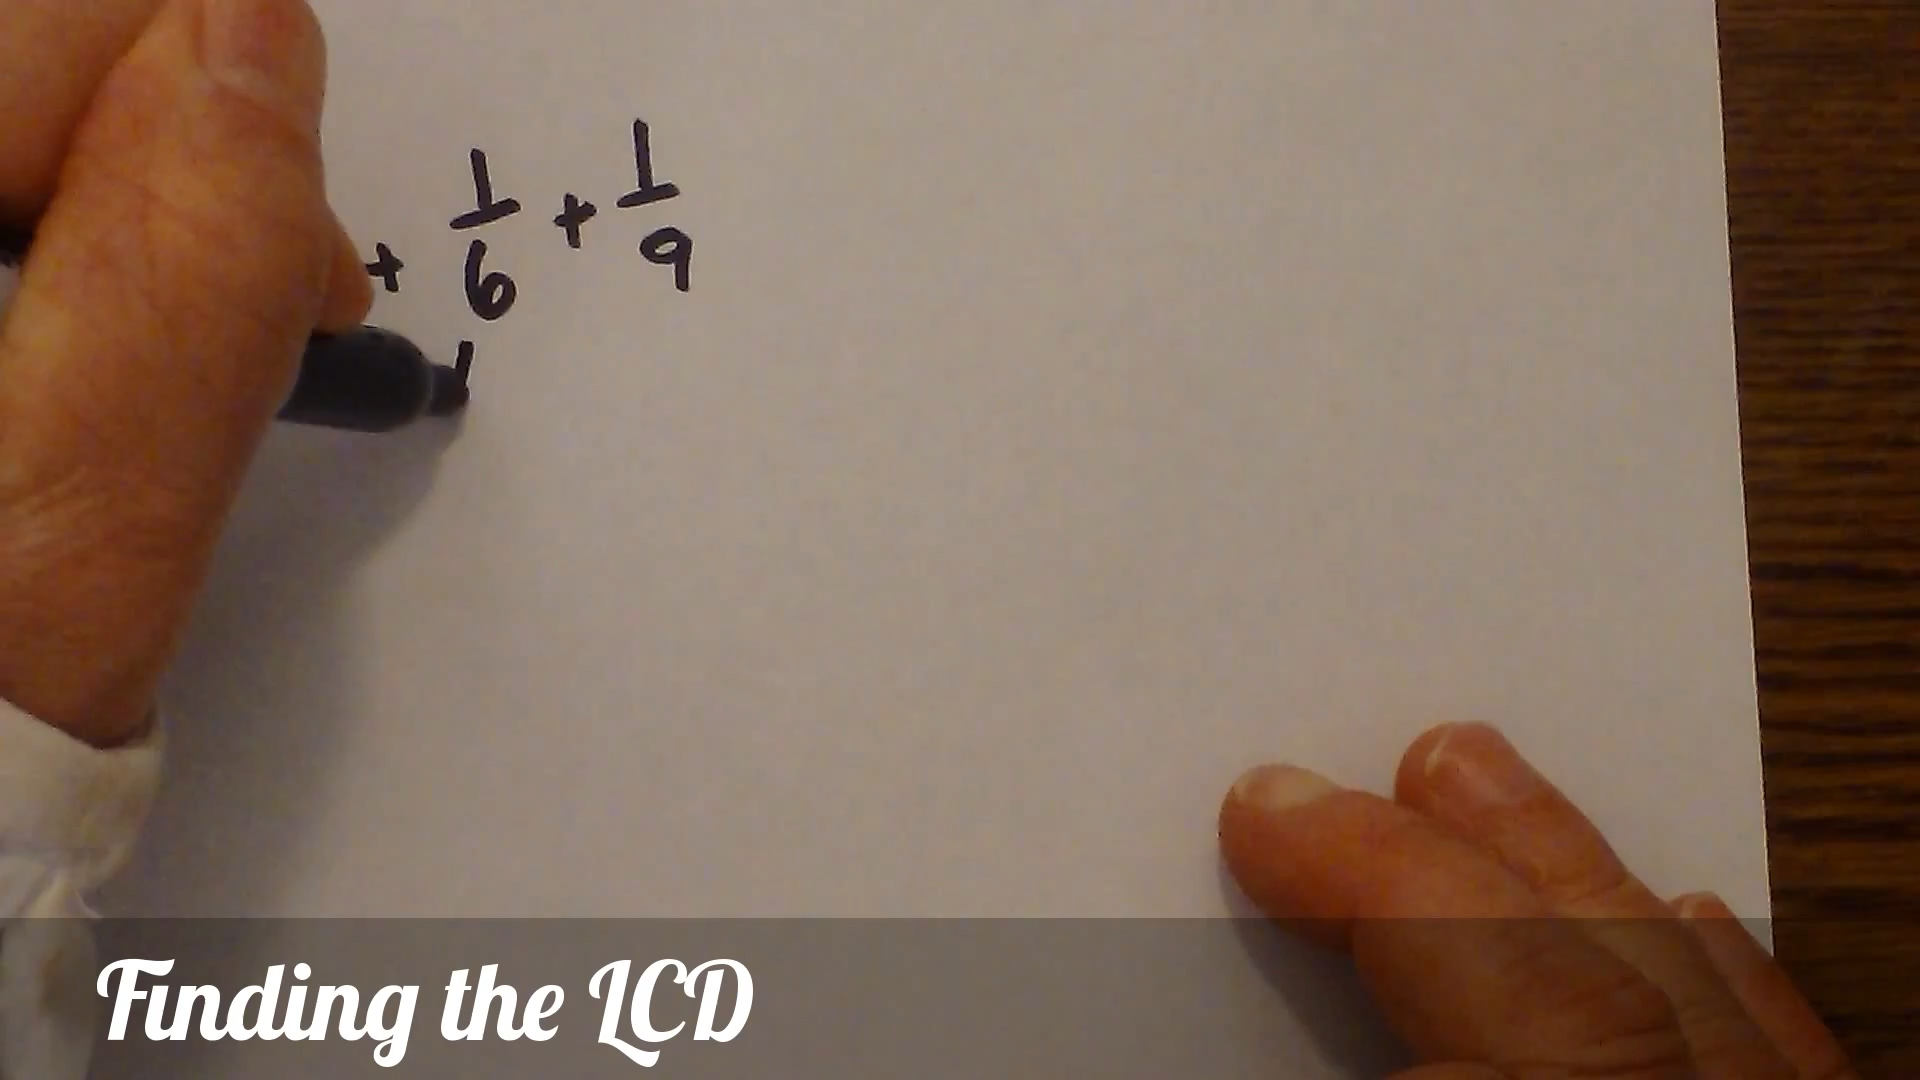 + 1/6 + 1/9
Finding the LCD